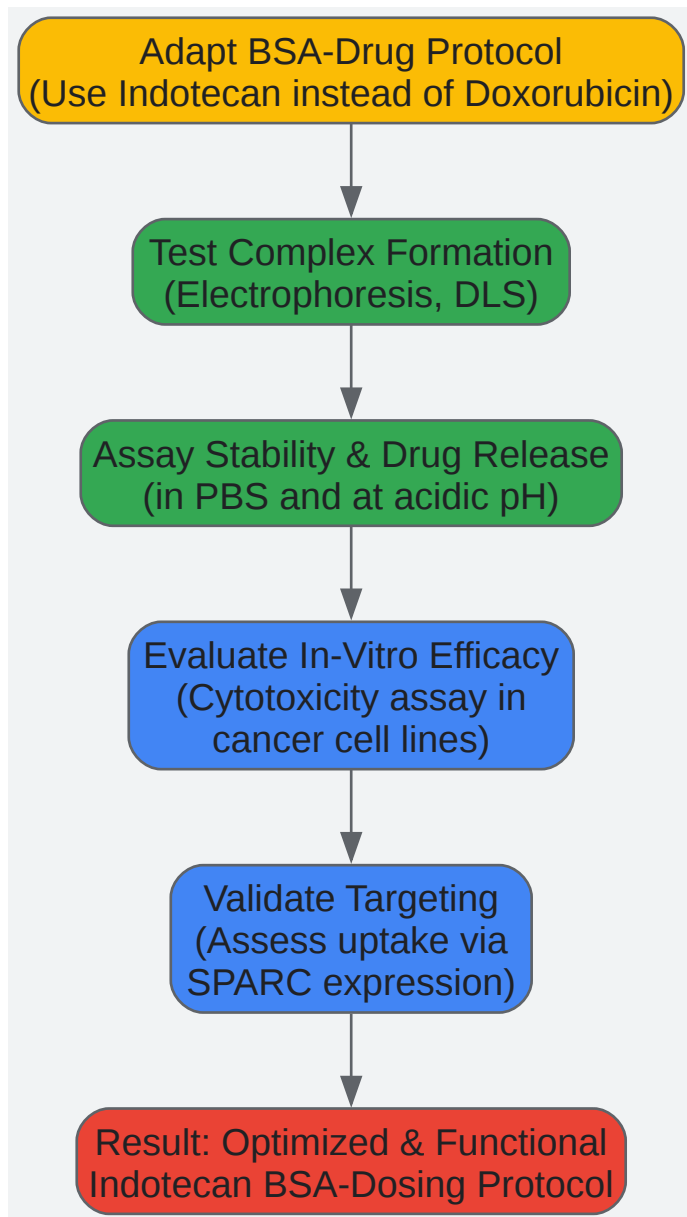 Adapt BSA-Drug Protocol
(Use Indotecan instead of Doxorubicin)
Test Complex Formation
(Electrophoresis, DLS)
Assay Stability & Drug Release
(in PBS and at acidic pH)
Evaluate In-Vitro Efficacy
(Cytotoxicity assay in
cancer cell lines)
Validate Targeting
(Assess uptake via
SPARC expression)
Result: Optimized & Functional
Indotecan BSA-Dosing Protocol